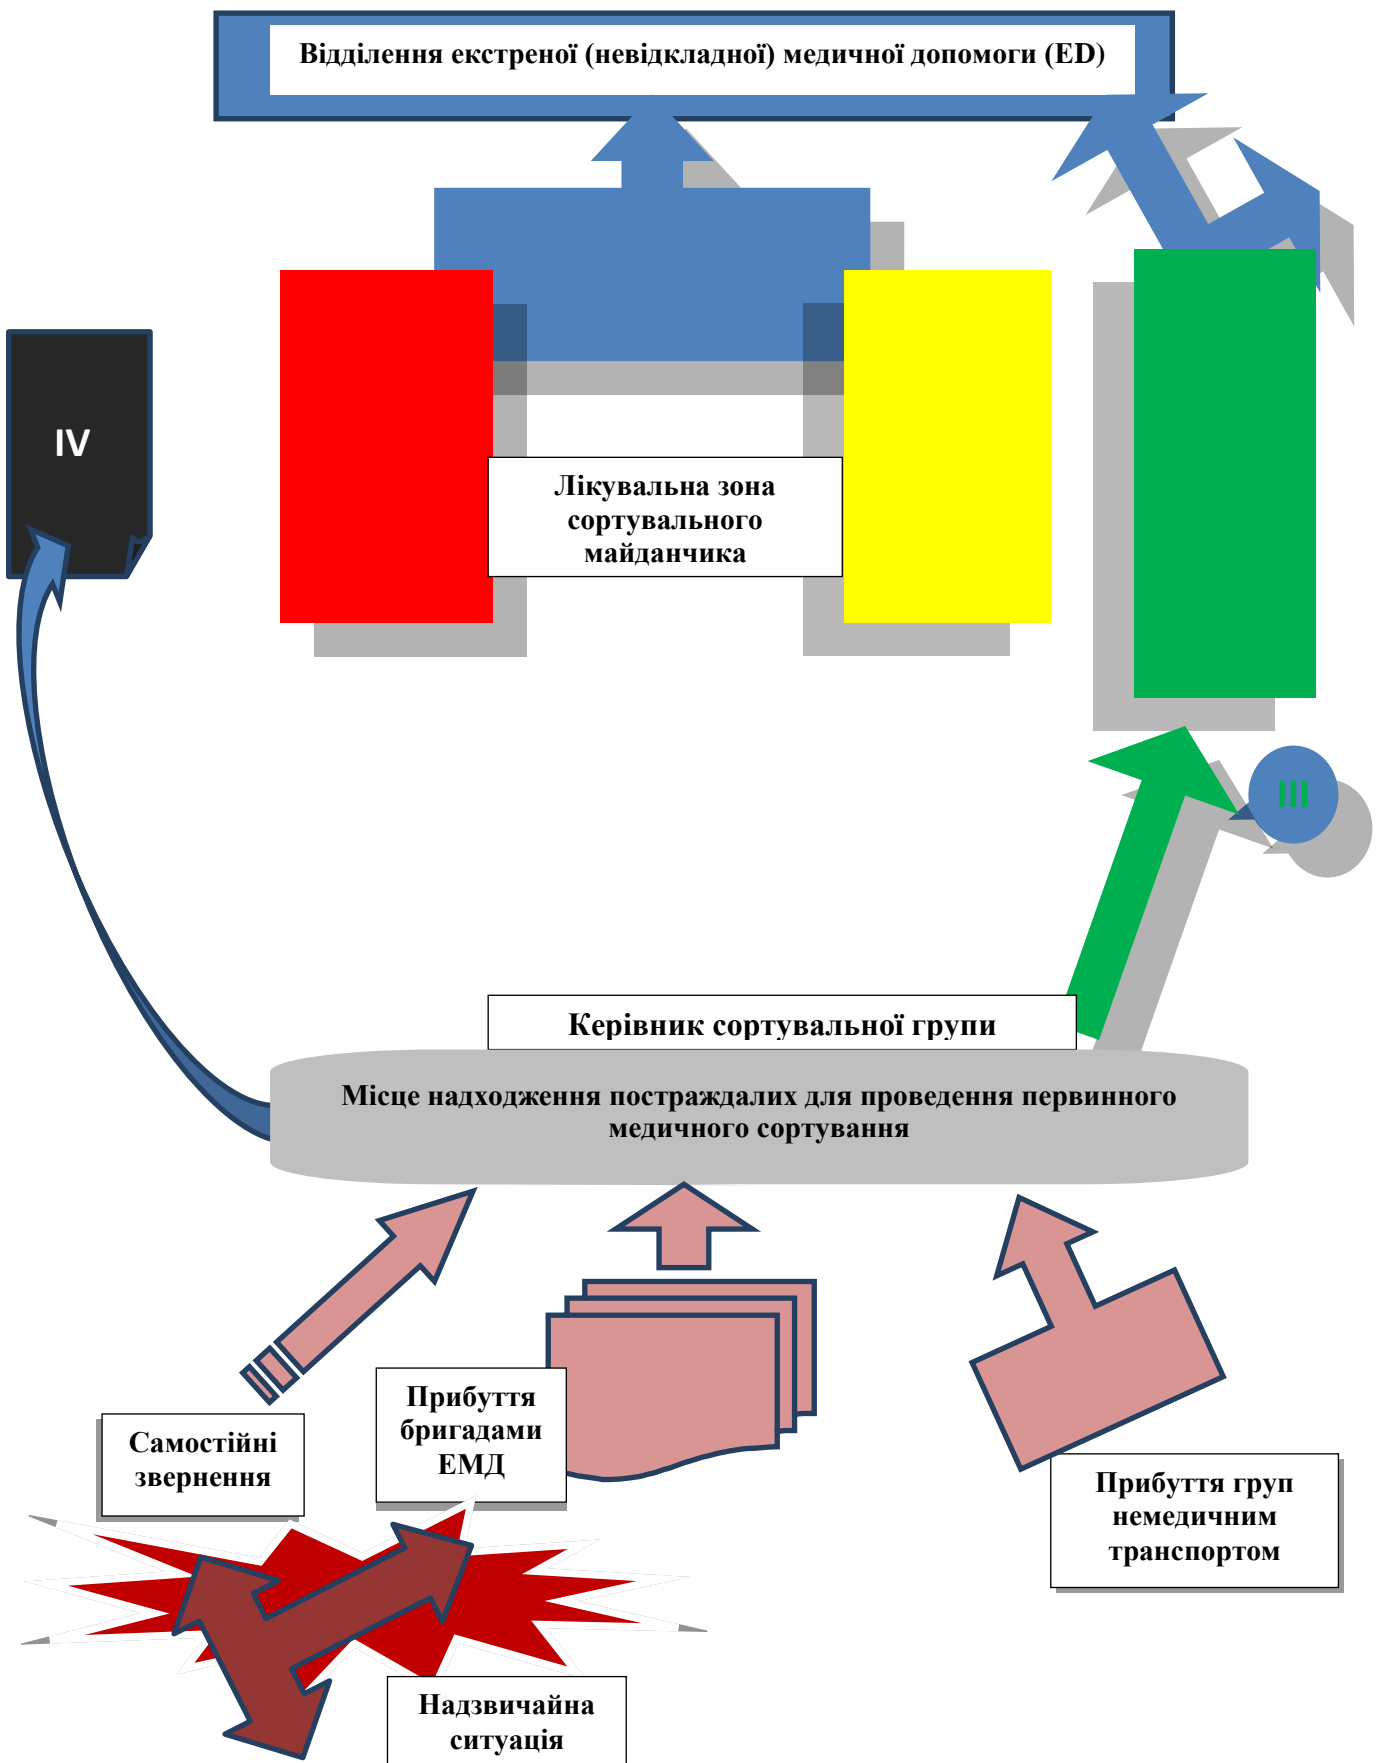 Відділення екстреної (невідкладної) медичної допомоги (ED)
IV
Лікувальна зона
сортувального
майданчика
III
Керівник сортувальної групи
Місце надходження постраждалих для проведення первинного
медичного сортування
Прибуття
бригадами
ЕМД
Самостійні
звернення
Прибуття груп
немедичним
транспортом
Надзвичайна
ситуація